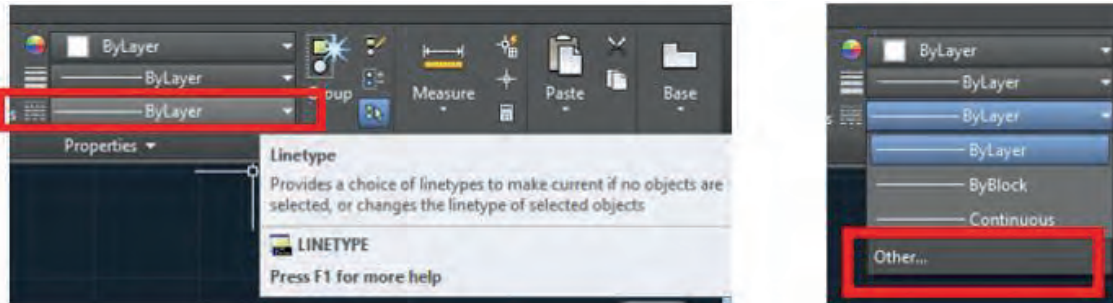 ByLayer
ByLayer
ByLayer
Properties
Measure
Paste
Base
Linetype
Provides a choice of linetypes to make current if no objects are
selected, or changes the linetype of selected objects
LINETYPE
Press F1 for more help
ByLayer
ByLayer
ByLayer
ByLayer
ByBlock
Continuous
Other...